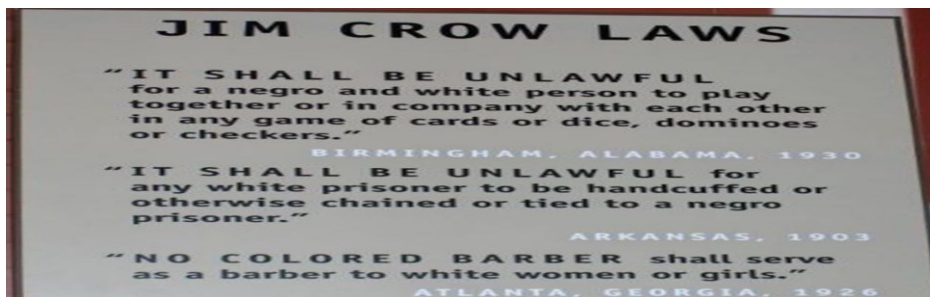 JIM CROW LAWS
"IT SHALL BE UNLAWFUL
for a negro and white person to play
together or in company with each other
in any game of cards or dice, dominoes
or checkers."
BIRMINGHAM, ALABAMA, 1930
"IT SHALL BE UNLAWFUL for
any white prisoner to be handcuffed or
otherwise chained or tied to a negro
prisoner."
ARKANSAS, 1903
"NO COLORED BARBER shall serve
as a barber to white women or girls."
ATLANTA, GEORGIA, 1926